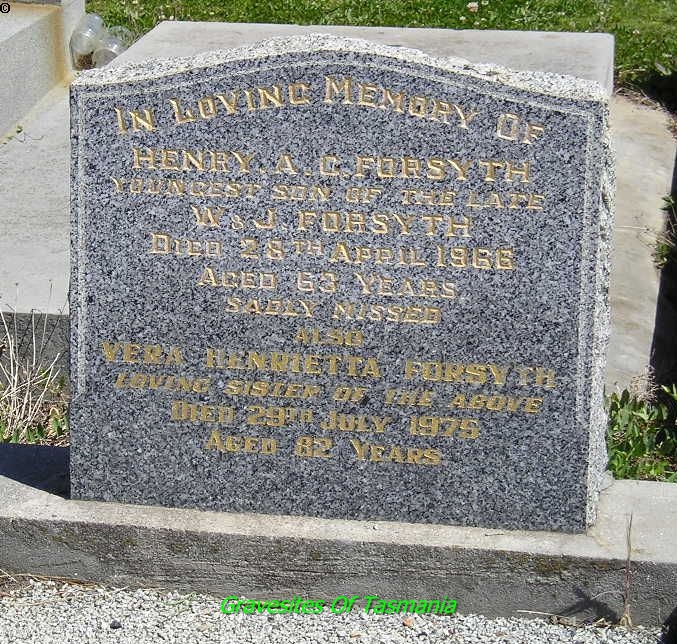 ©
IN LOVING MEMORY OF
HENRY. A. C. FORSYTH
YOUNGEST SON OF THE LATE
W & J. FORSYTH
DIED 28TH APRIL 1966
AGED 63 YEARS
SADLY MISSED
ALSO
VERA HENRIETTA FORSYTH
LOVING SISTER OF THE ABOVE
DIED 29TH JULY
AGED 82 YEARS
Gravesites Of Tasmania